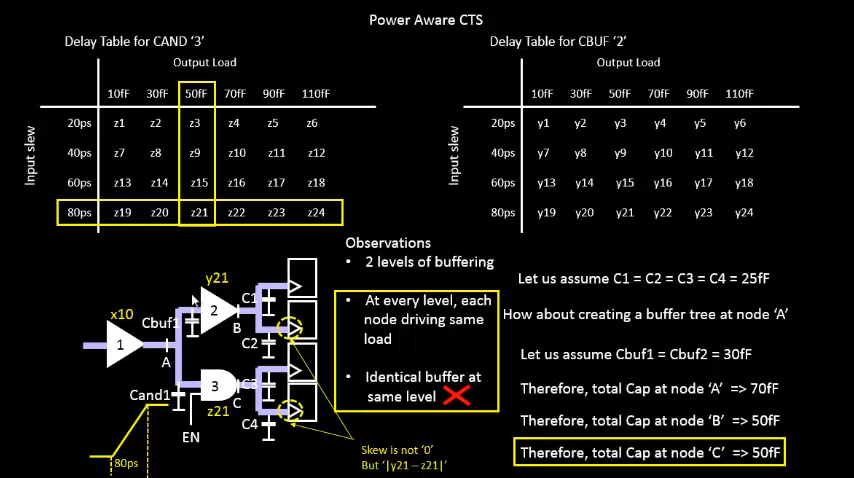 Power Aware CTS
Delay Table for CAND ‘3’
Output Load
10fF 30fF 50fF 70fF 90fF 110fF
Input slew
20ps z1 z2 z3 z4 z5 z6
40ps z7 z8 z9 z10 z11 z12
60ps z13 z14 z15 z16 z17 z18
80ps z19 z20 z21 z22 z23 z24
Delay Table for CBUF ‘2’
Output Load
10fF 30fF 50fF 70fF 90fF 110fF
Input slew
20ps y1 y2 y3 y4 y5 y6
40ps y7 y8 y9 y10 y11 y12
60ps y13 y14 y15 y16 y17 y18
80ps y19 y20 y21 y22 y23 y24
y21
x10
Cbuf1
2
C1
B
1
C2
A
3
C3
Cand1
C
z21
C4
EN
80ps
Observations
• 2 levels of buffering
• At every level, each
node driving same
load
• Identical buffer at
same level
Skew is not ‘0’
But ‘|y21 – z21|’
Let us assume C1 = C2 = C3 = C4 = 25fF
How about creating a buffer tree at node ‘A’
Let us assume Cbuf1 = Cbuf2 = 30fF
Therefore, total Cap at node ‘A’ => 70fF
Therefore, total Cap at node ‘B’ => 50fF
Therefore, total Cap at node ‘C’ => 50fF